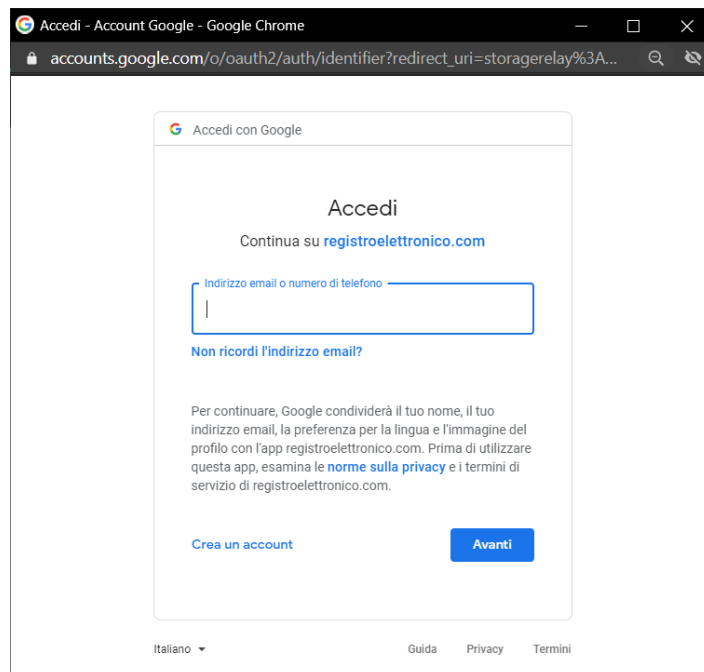 Accedi - Account Google - Google Chrome
accounts.google.com/o/oauth2/auth/identifier?redirect_uri=storagerelay%3A...
Accedi con Google
Accedi
Continua su registroelettronico.com
Indirizzo email o numero di telefono
Non ricordi l'indirizzo email?
Per continuare, Google condividerà il tuo nome, il tuo
indirizzo email, la preferenza per la lingua e l'immagine del
profilo con l'app registroelettronico.com. Prima di utilizzare
questa app, esamina le norme sulla privacy e i termini di
servizio di registroelettronico.com.
Crea un account Avanti
Italiano Guida Privacy Termini